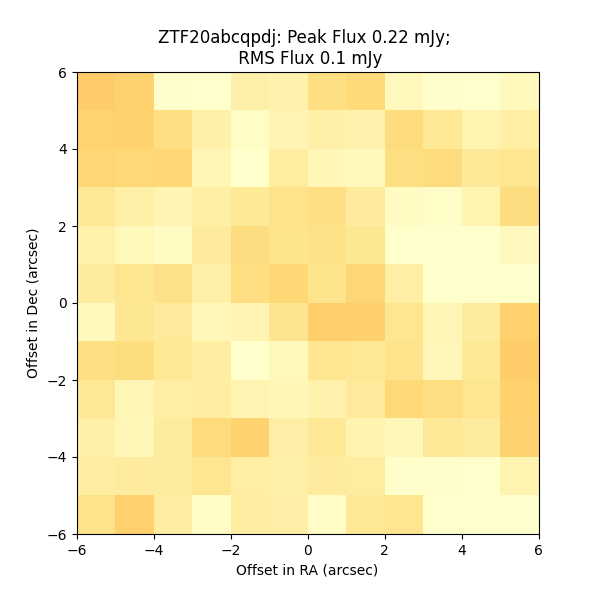 ZTF20abcqpdj: Peak Flux 0.22 mJy;
RMS Flux 0.1 mJy
6
4
2
0
−2
−4
−6
Offset in Dec (arcsec)
−6 −4 −2 0 2 4 6
Offset in RA (arcsec)